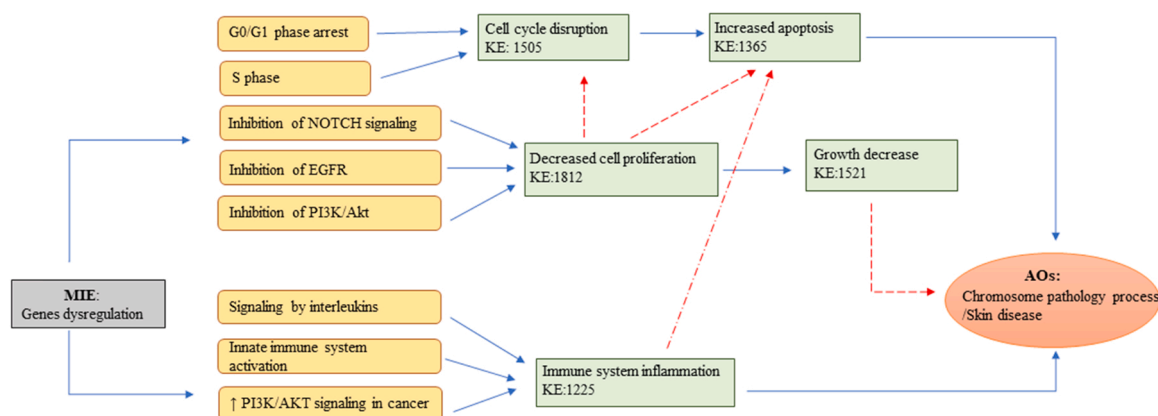 G0/G1 phase arrest
S phase
Inhibition of NOTCH signaling
Inhibition of EGFR
Inhibition of PI3K/Akt
Cell cycle disruption
KE: 1505
Increased apoptosis
KE:1365
Decreased cell proliferation
KE:1812
Growth decrease
KE:1521
MIE:
Genes dysregulation
Signaling by interleukins
Innate immune system
activation
↑ PI3K/AKT signaling in cancer
Immune system inflammation
KE:1225
AOs:
Chromosome pathology process
/Skin disease